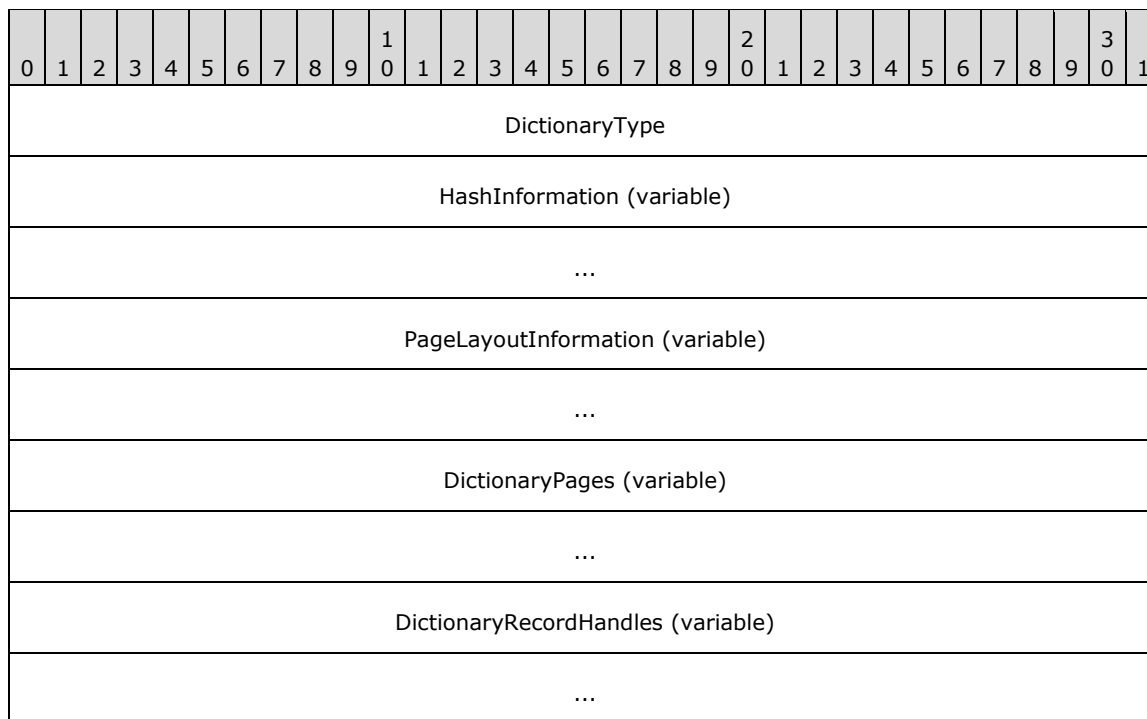 1 2 3
0 1 2 3 4 5 6 7 8 9 0 1 2 3 4 5 6 7 8 9 0 1 2 3 4 5 6 7 8 9 0 1
DictionaryType
HashInformation (variable)
...
PageLayoutInformation (variable)
...
DictionaryPages (variable)
...
DictionaryRecordHandles (variable)
...